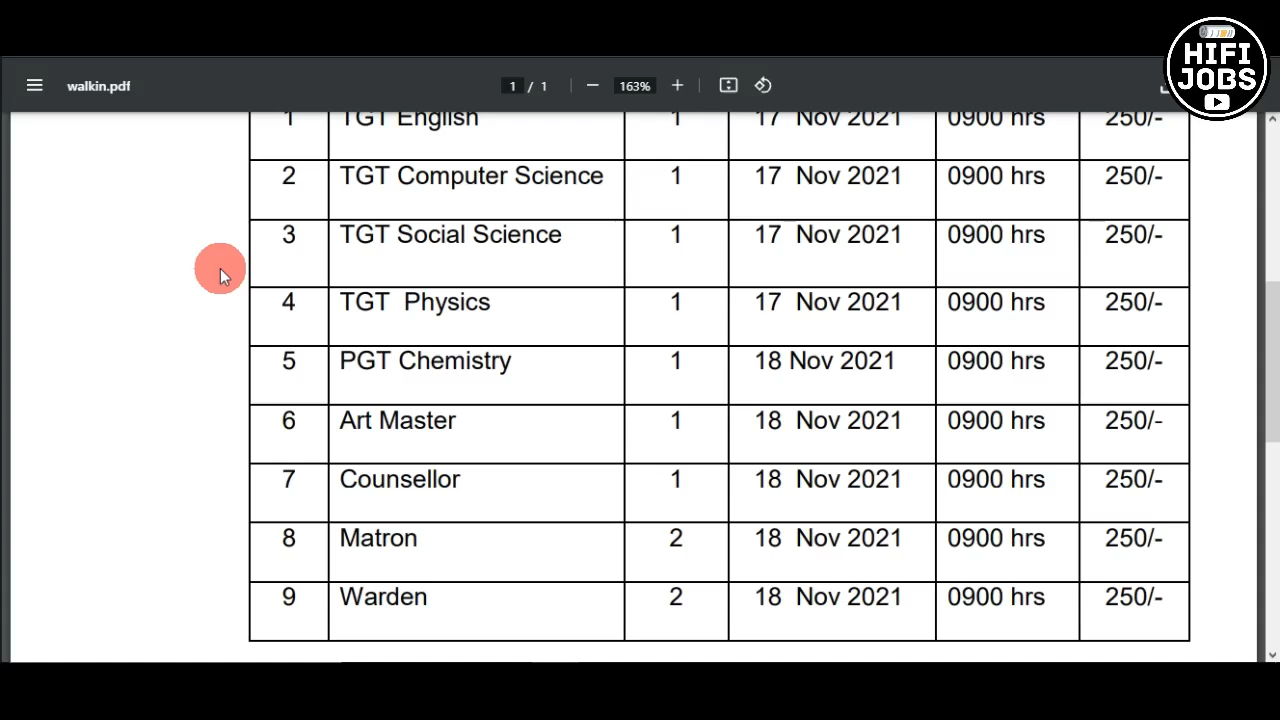 HIFI
JOBS
walkin.pdf 1 / 1 163%
1 TGT English 1 17 Nov 2021 0900 hrs 250/-
2 TGT Computer Science 1 17 Nov 2021 0900 hrs 250/-
3 TGT Social Science 1 17 Nov 2021 0900 hrs 250/-
4 TGT Physics 1 17 Nov 2021 0900 hrs 250/-
5 PGT Chemistry 1 18 Nov 2021 0900 hrs 250/-
6 Art Master 1 18 Nov 2021 0900 hrs 250/-
7 Counsellor 1 18 Nov 2021 0900 hrs 250/-
8 Matron 2 18 Nov 2021 0900 hrs 250/-
9 Warden 2 18 Nov 2021 0900 hrs 250/-